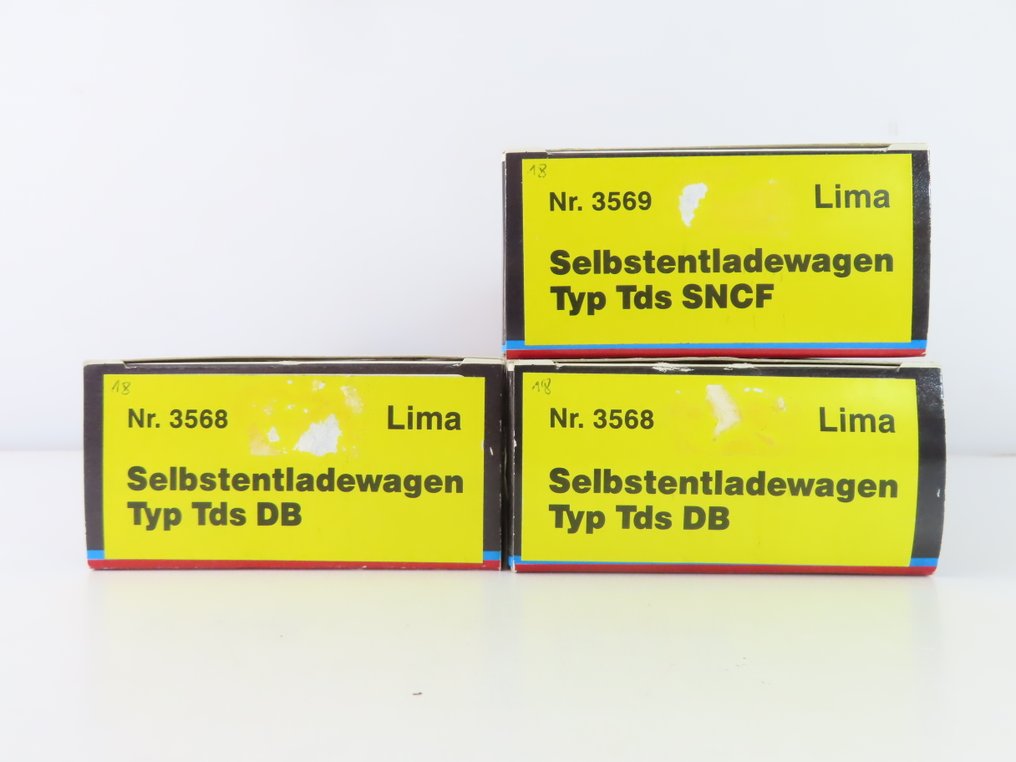 18
Nr. 3569 Lima
Selbstentladewagen
Typ Tds SNCF
18
Nr. 3568 Lima
Selbstentladewagen
Typ Tds DB
18
Nr. 3568 Lima
Selbstentladewagen
Typ Tds DB